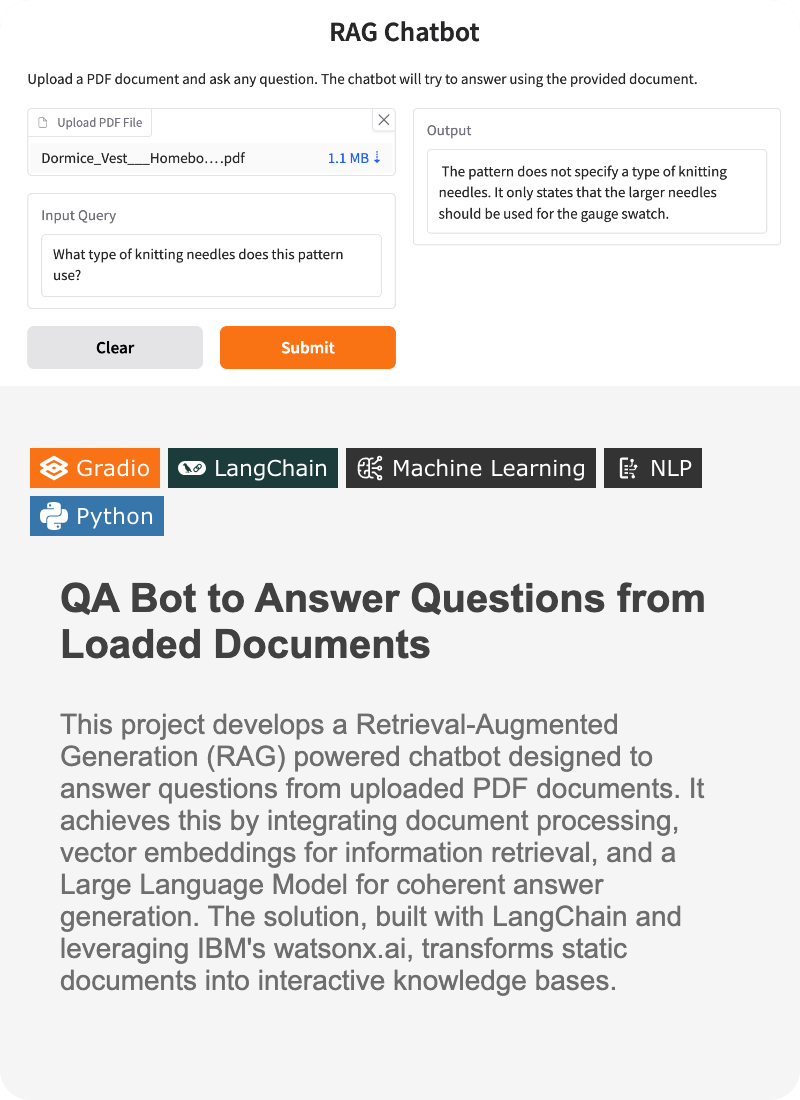 RAG Chatbot
Upload a PDF document and ask any question. The chatbot will try to answer using the provided document.
Upload PDF File
Dormice_Vest___Homebo....pdf 1.1 MB ⇣
Input Query
What type of knitting needles does this pattern
use?
Clear
Submit
Output
The pattern does not specify a type of knitting
needles. It only states that the larger needles
should be used for the gauge swatch.
Gradio
LangChain
Machine Learning
NLP
Python
QA Bot to Answer Questions from
Loaded Documents
This project develops a Retrieval-Augmented
Generation (RAG) powered chatbot designed to
answer questions from uploaded PDF documents. It
achieves this by integrating document processing,
vector embeddings for information retrieval, and a
Large Language Model for coherent answer
generation. The solution, built with LangChain and
leveraging IBM's watsonx.ai, transforms static
documents into interactive knowledge bases.